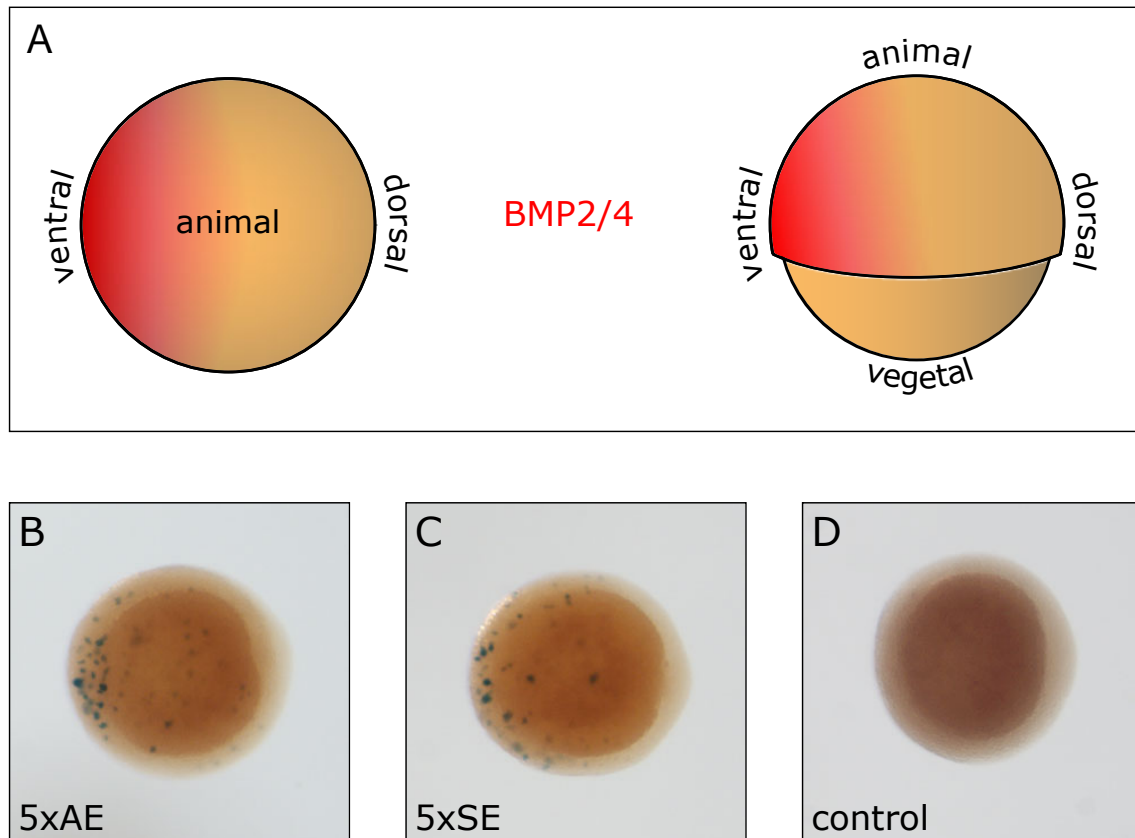 A
animal
ventral
animal
dorsal
BMP2/4
ventral
dorsal
vegetal
B
5xAE
C
5xSE
D
control